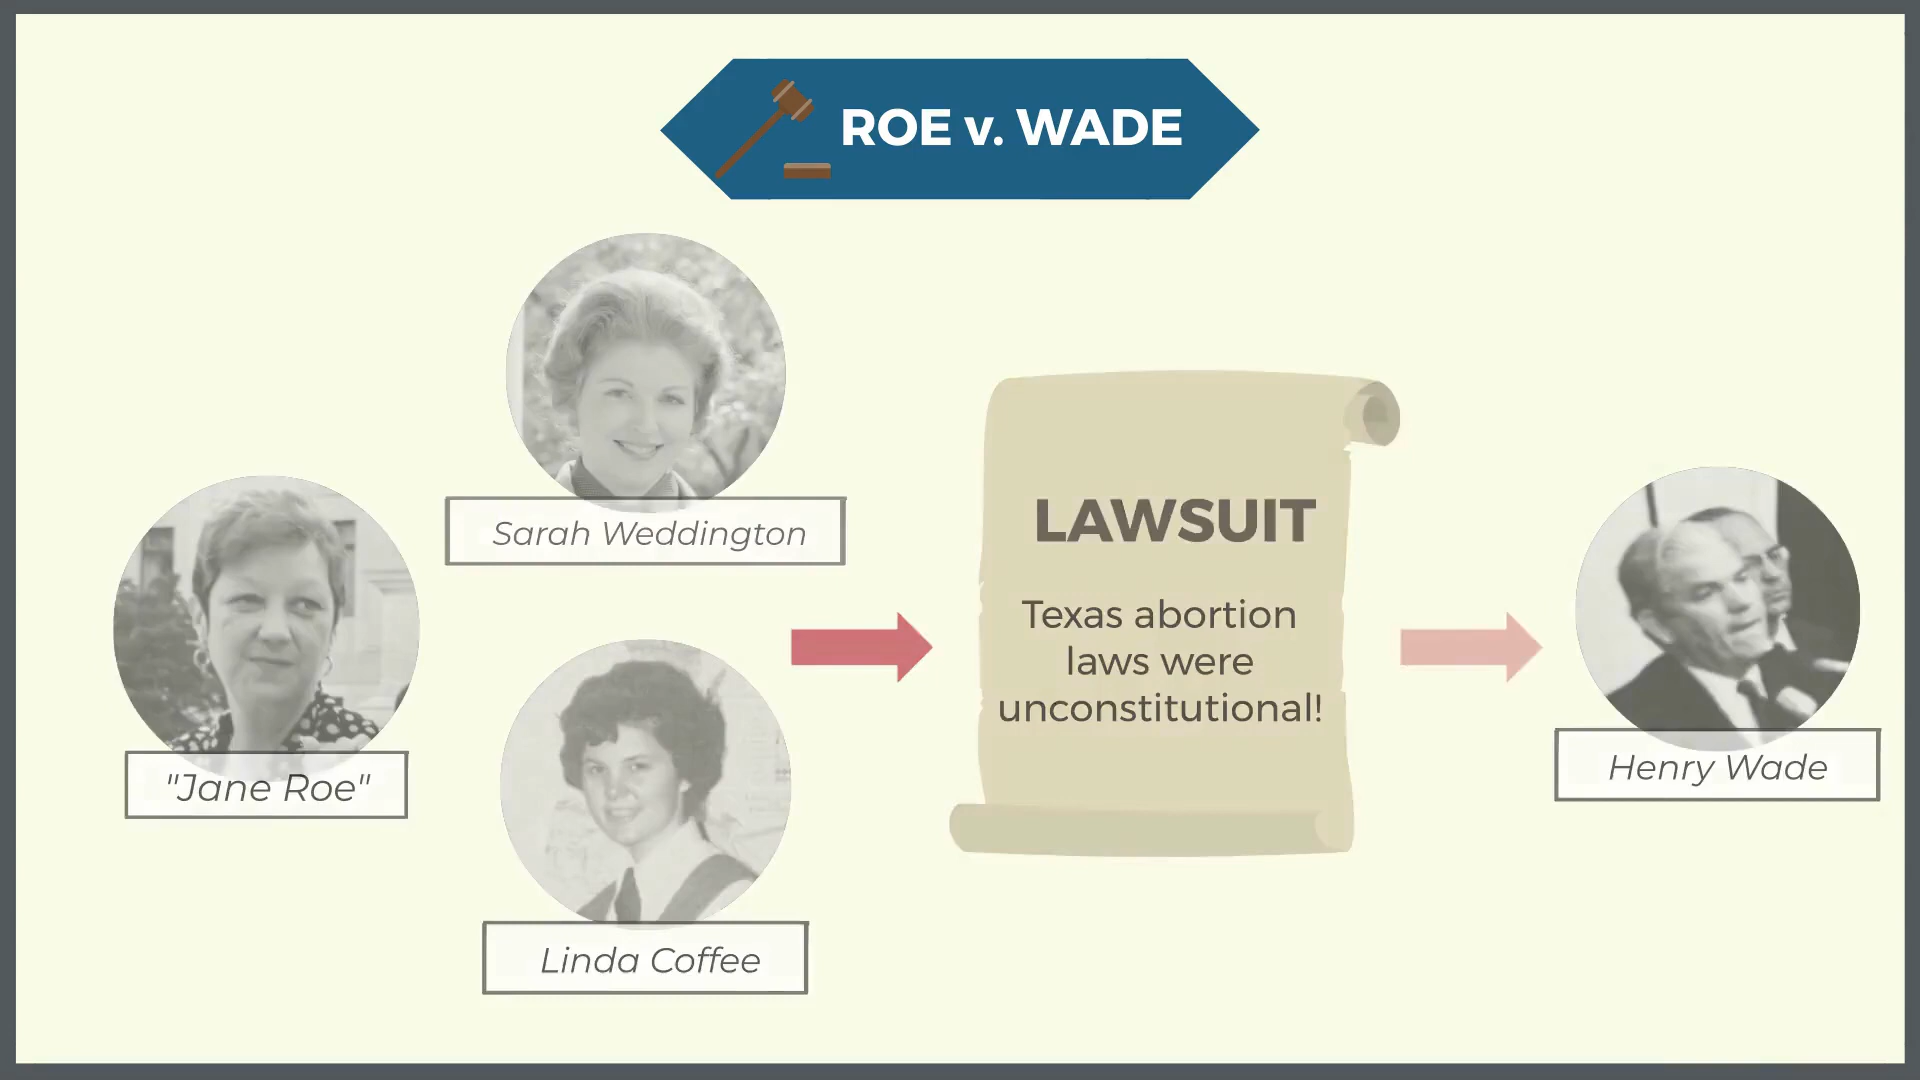 ROE v. WADE
Sarah Weddington
"Jane Roe"
Linda Coffee
LAWSUIT
Texas abortion
laws were
unconstitutional!
Henry Wade